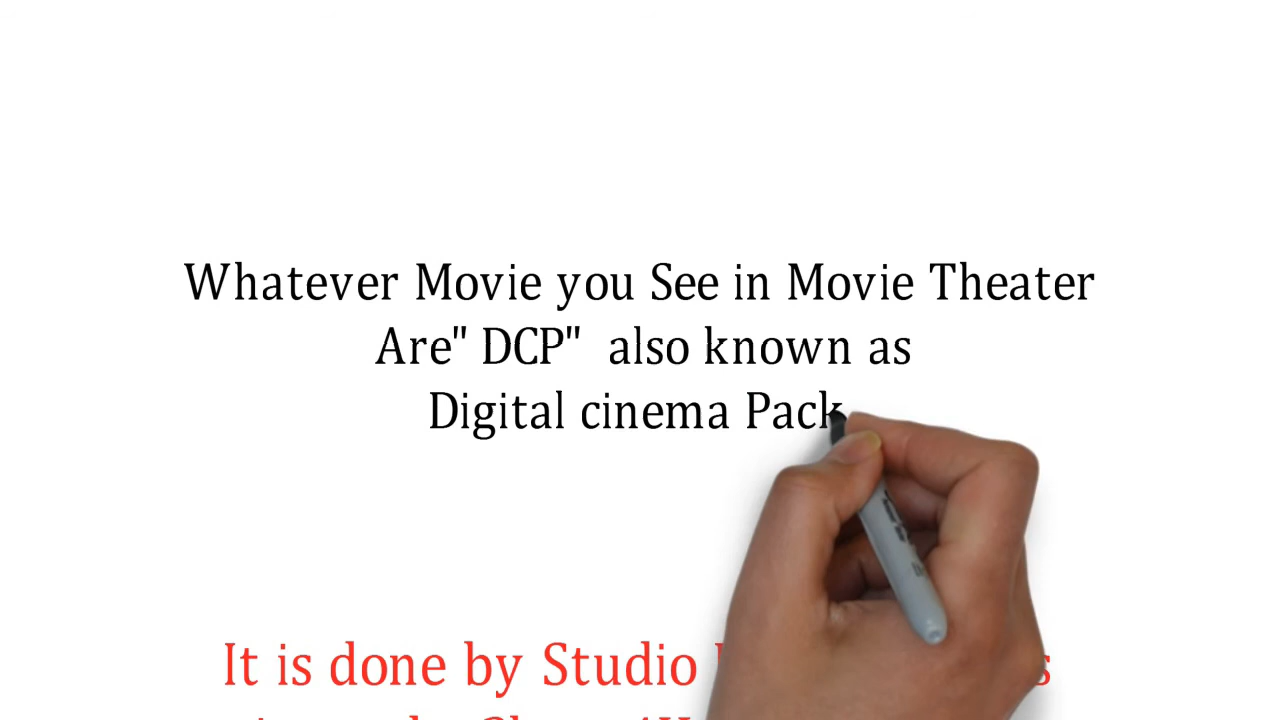 Whatever Movie you See in Movie Theater
Are" DCP"  also known as
Digital cinema Pack
It is done by Studio